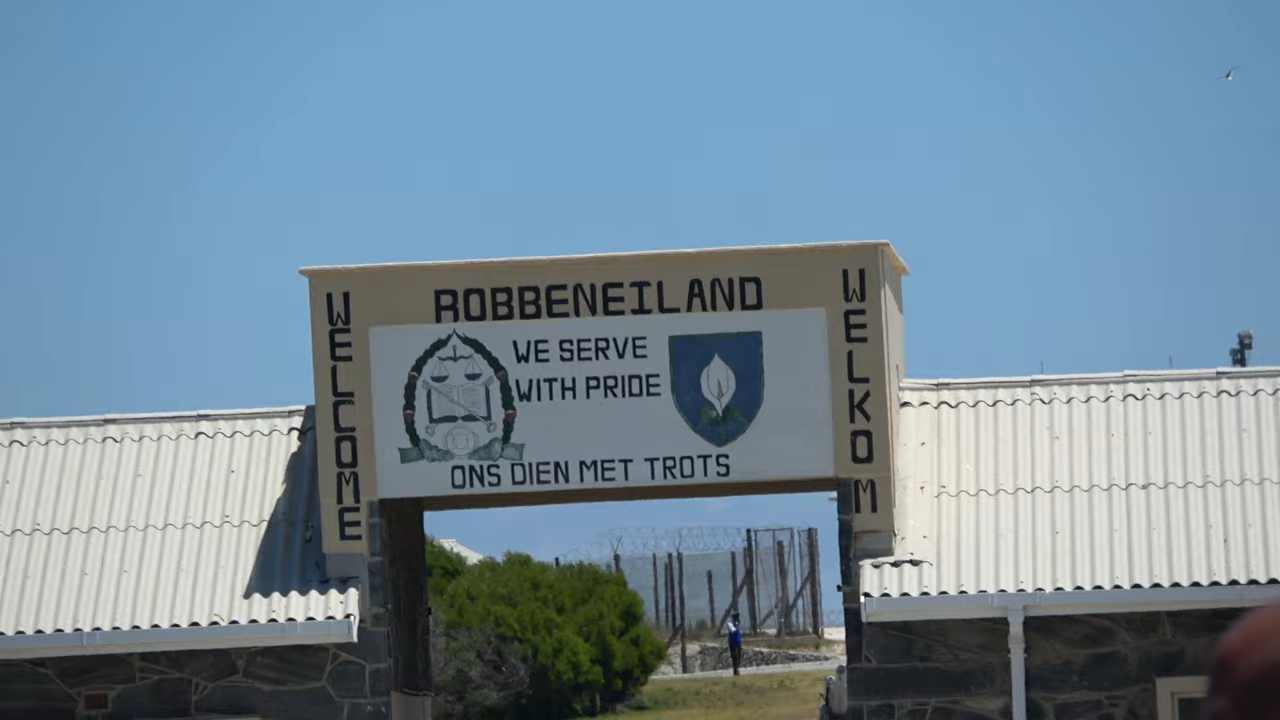 ROBBENEILAND
WELCOME
WE SERVE
WITH PRIDE
ONS DIEN MET TROTS
WELKOM